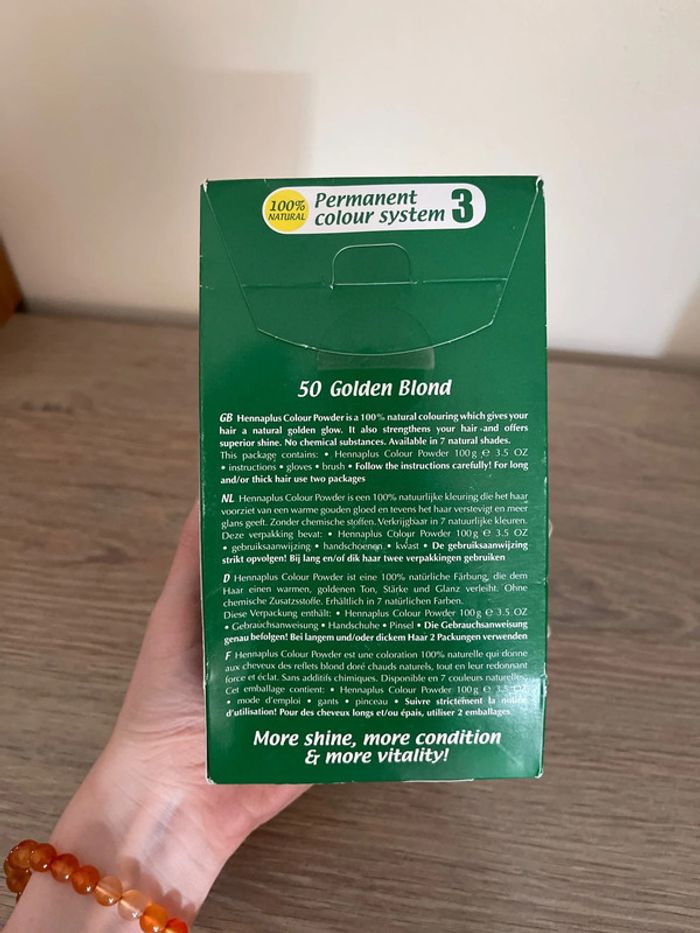 100%
NATURAL
Permanent
colour system 3
50 Golden Blond
GB Hennaplus Colour Powder is a 100% natural colouring which gives your
hair a natural golden glow. It also strengthens your hair and offers
superior shine. No chemical substances. Available in 7 natural shades.
This package contains: • Hennaplus Colour Powder 100 g ℮ 3.5 OZ
• instructions • gloves • brush • Follow the instructions carefully! For long
and/or thick hair use two packages
NL Hennaplus Colour Powder is een 100% natuurlijke kleuring die het haar
voorziet van een warme gouden gloed en tevens het haar verstevigt en meer
glans geeft. Zonder chemische stoffen. Verkrijgbaar in 7 natuurlijke kleuren.
Deze verpakking bevat: • Hennaplus Colour Powder 100 g ℮ 3.5 OZ
• gebruiksaanwijzing • handschoenen • kwast • De gebruiksaanwijzing
strikt opvolgen! Bij lang en/of dik haar twee verpakkingen gebruiken
D Hennaplus Colour Powder ist eine 100% natürliche Färbung, die dem
Haar einen warmen, goldenen Ton, Stärke und Glanz verleiht. Ohne
chemische Zusatzstoffe. Erhältlich in 7 natürlichen Farben.
Diese Verpackung enthält: • Hennaplus Colour Powder 100 g ℮ 3.5 OZ
• Gebrauchsanweisung • Handschuhe • Pinsel • Die Gebrauchsanweisung
genau befolgen! Bei langem und/oder dickem Haar 2 Packungen verwenden
F Hennaplus Colour Powder est une coloration 100% naturelle qui donne
aux cheveux des reflets blond doré chauds naturels, tout en leur redonnant
force et éclat. Sans additifs chimiques. Disponible en 7 couleurs naturelles.
Cet emballage contient: • Hennaplus Colour Powder 100 g ℮ 3.5 OZ
• mode d'emploi • gants • pinceau • Suivre strictement la notice
d'utilisation! Pour des cheveux longs et/ou épais, utiliser 2 emballages
More shine, more condition
& more vitality!